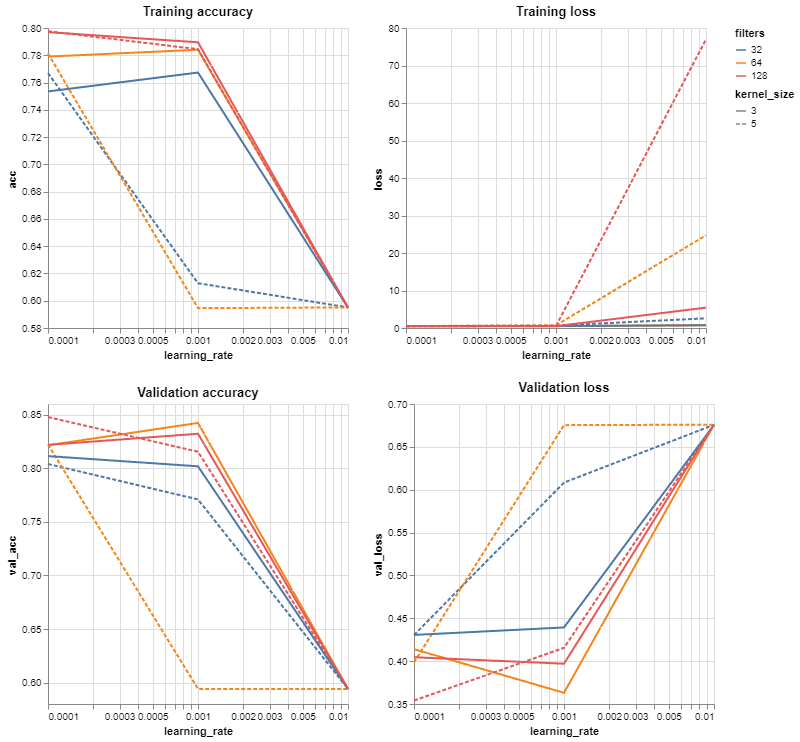 Training accuracy
0.80
0.78
0.76
0.74
0.72
0.70
0.68
0.66
0.64
0.62
0.60
0.58
acc
0.0001 0.0003 0.0005 0.001 0.002 0.003 0.005 0.01
learning_rate
Training loss
80
70
60
50
40
30
20
10
0
loss
0.0001 0.0003 0.0005 0.001 0.002 0.003 0.005 0.01
learning_rate
filters
32
64
128
kernel_size
3
5
Validation accuracy
0.85
0.80
0.75
0.70
0.65
0.60
val_acc
0.0001 0.0003 0.0005 0.001 0.002 0.003 0.005 0.01
learning_rate
Validation loss
0.70
0.65
0.60
0.55
0.50
0.45
0.40
0.35
val_loss
0.0001 0.0003 0.0005 0.001 0.002 0.003 0.005 0.01
learning_rate